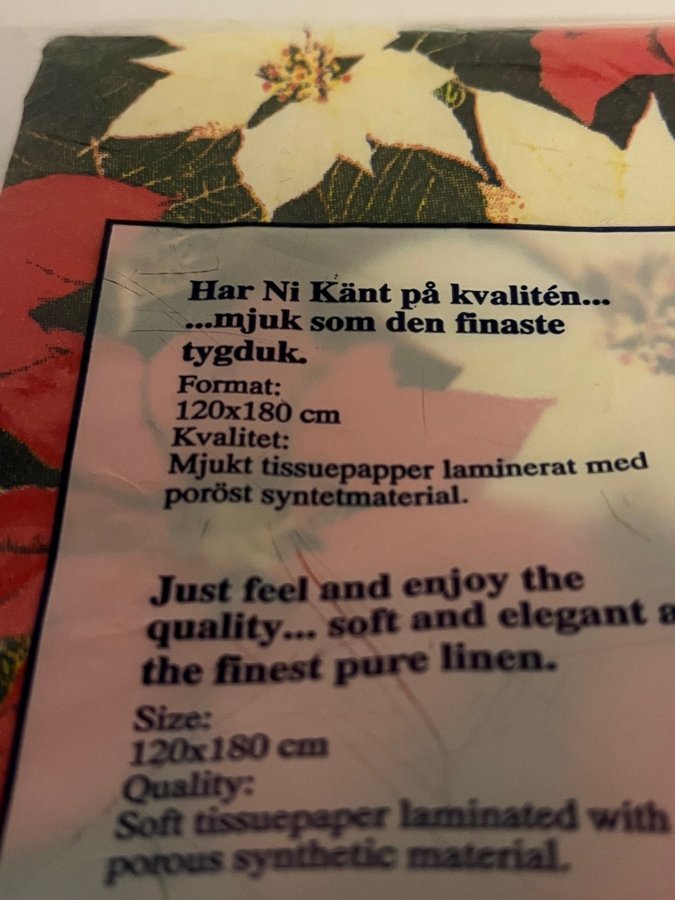 Har Ni Känt på kvalitén...
...mjuk som den finaste
tygduk.
Format:
120x180 cm
Kvalitet:
Mjukt tissuepapper laminerat med
poröst syntetmaterial.
Just feel and enjoy the
quality... soft and elegant a
the finest pure linen.
Size:
120x180 cm
Quality:
Soft tissuepaper laminated with
porous synthetic material.